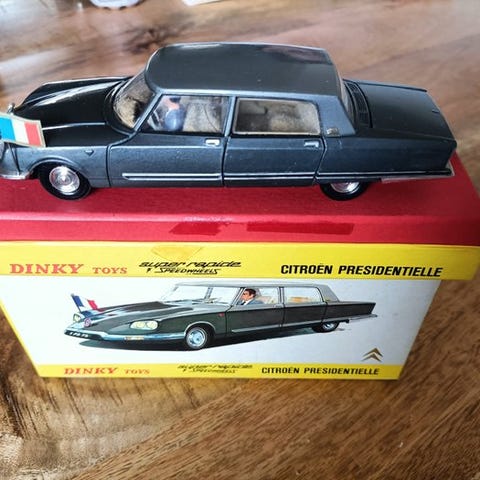 DINKY TOYS super rapide SPEEDWHEELS CITROËN PRESIDENTIELLE
DINKY TOYS super rapide SPEEDWHEELS CITROËN PRESIDENTIELLE